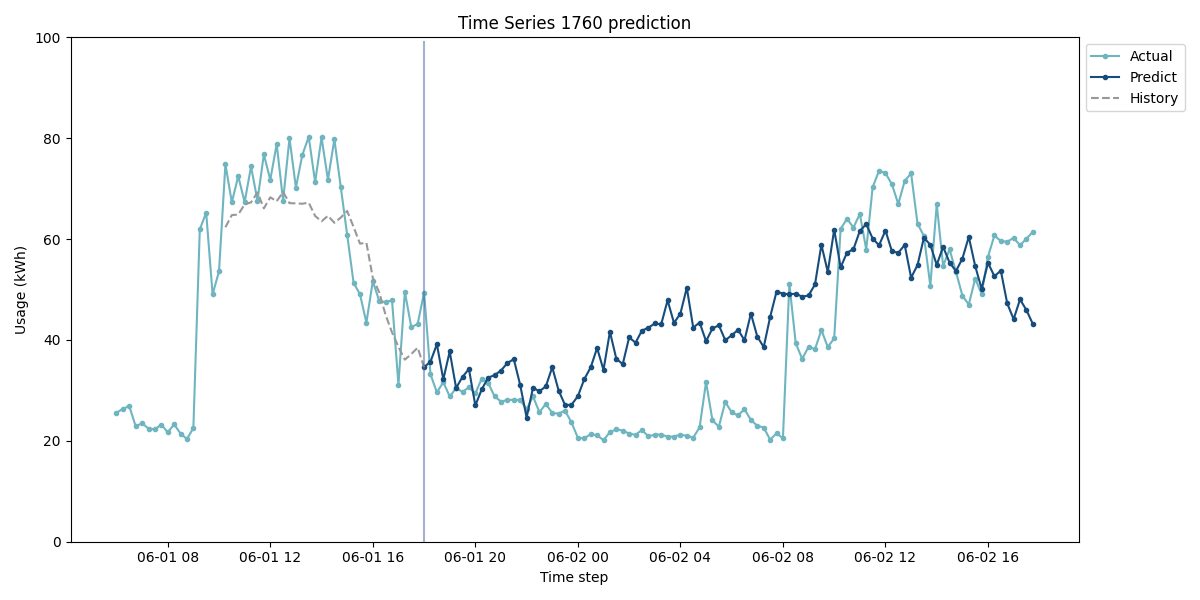 Time Series 1760 prediction
Usage (kWh)
100
80
60
40
20
0
06-01 08
06-01 12
06-01 16
06-01 20
06-02 00
06-02 04
06-02 08
06-02 12
06-02 16
Time step
Actual
Predict
History